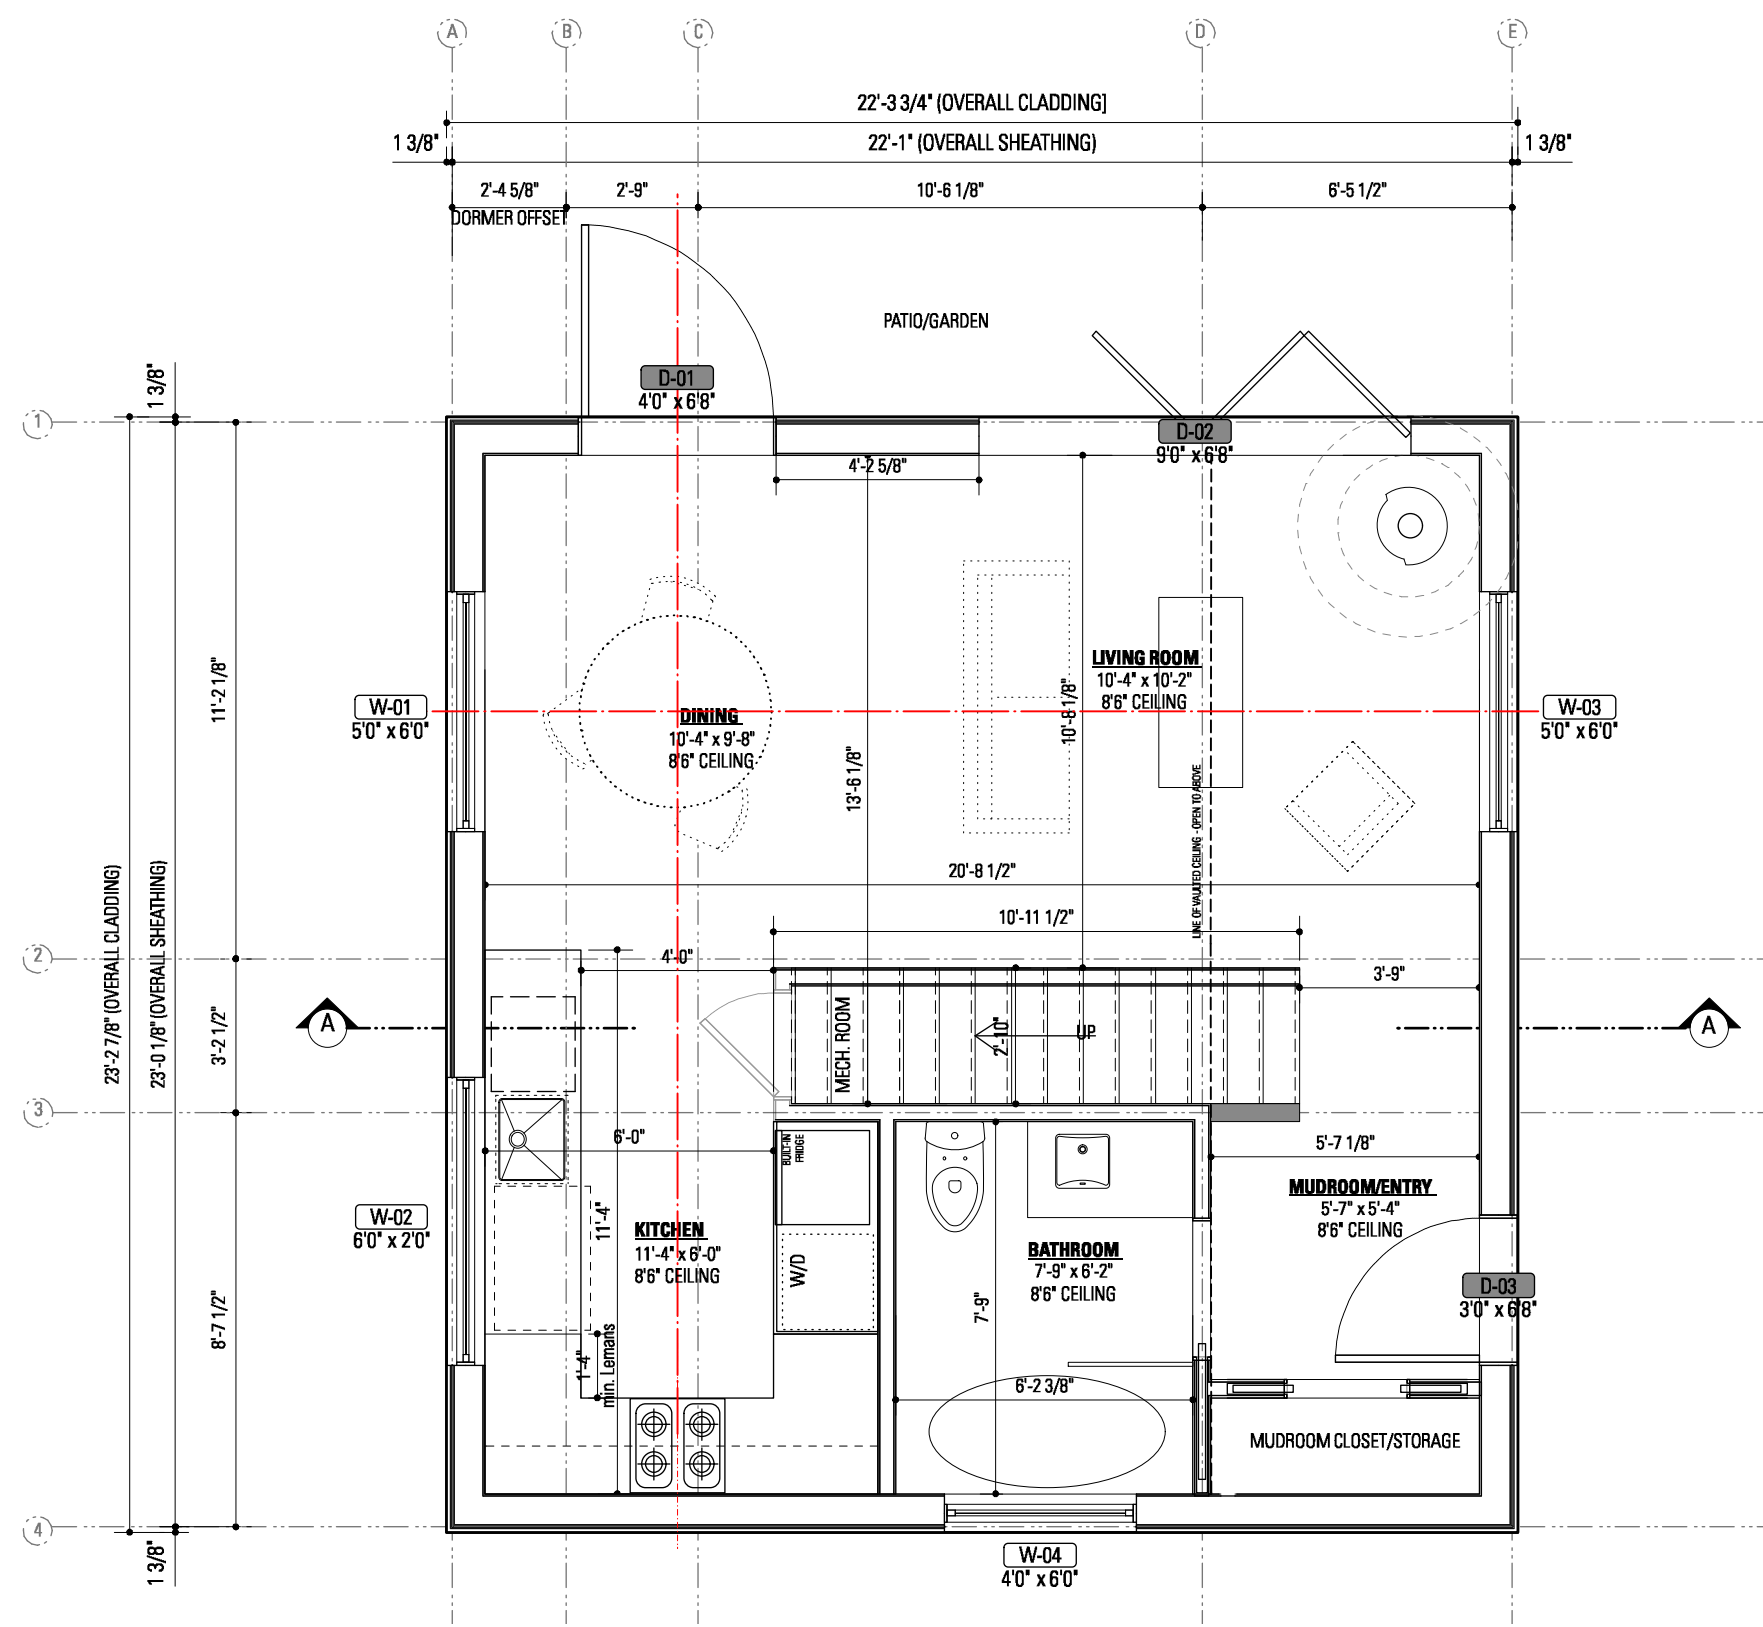 A B C D E
22'-3 3/4" (OVERALL CLADDING]
1 3/8" 22'-1" (OVERALL SHEATHING) 1 3/8"
2'-4 5/8" 2'-9" 10'-6 1/8" 6'-5 1/2"
DORMER OFFSET
PATIO/GARDEN
D-01
4'0" x 6'8"
1 3/8"
1
D-02
9'0" x 6'8"
4'-2 5/8"
11'-2 1/8"
W-01
5'0" x 6'0"
DINING
10'-4" x 9'-8"
8'6" CEILING
LIVING ROOM
10'-4" x 10'-2"
8'6" CEILING
10'-8 1/8"
13'-6 1/8"
W-03
5'0" x 6'0"
LINE OF VAULTED CEILING - OPEN TO ABOVE
20'-8 1/2"
10'-11 1/2"
23'-2 7/8" (OVERALL CLADDING)
23'-0 1/8" (OVERALL SHEATHING)
2
4'-0"
3'-9"
3'-2 1/2"
A
MECH. ROOM
2'-10"
UP
A
3
6'-0"
BUILT-IN
FRIDGE
5'-7 1/8"
MUDROOM/ENTRY
5'-7" x 5'-4"
8'6" CEILING
W-02
6'0" x 2'0"
11'-4"
KITCHEN
11'-4" x 6'-0"
8'6" CEILING
W/D
BATHROOM
7'-9" x 6'-2"
8'6" CEILING
7'-9"
D-03
3'0" x 6'8"
8'-7 1/2"
1'-4"
min. Lemans
6'-2 3/8"
MUDROOM CLOSET/STORAGE
4
1 3/8"
W-04
4'0" x 6'0"